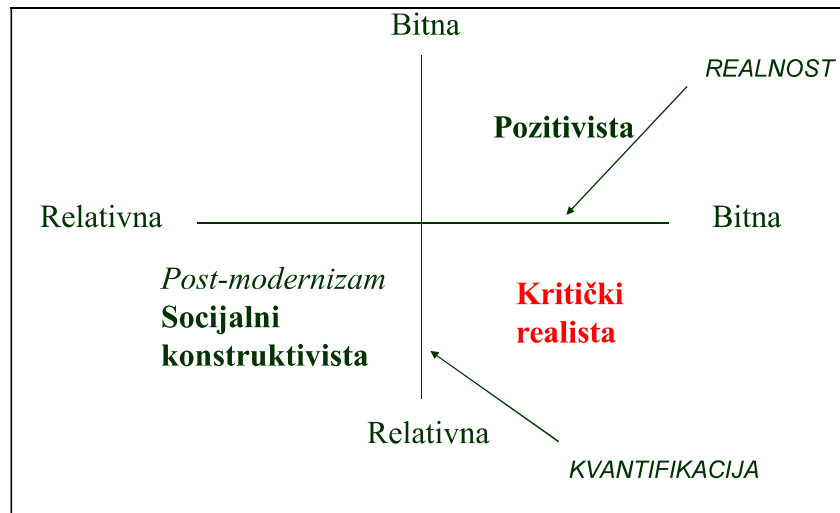 Bitna
REALNOST
Pozitivista
Relativna
Bitna
Post-modernizam
Socijalni
konstruktivista
Kritički
realista
Relativna
KVANTIFIKACIJA